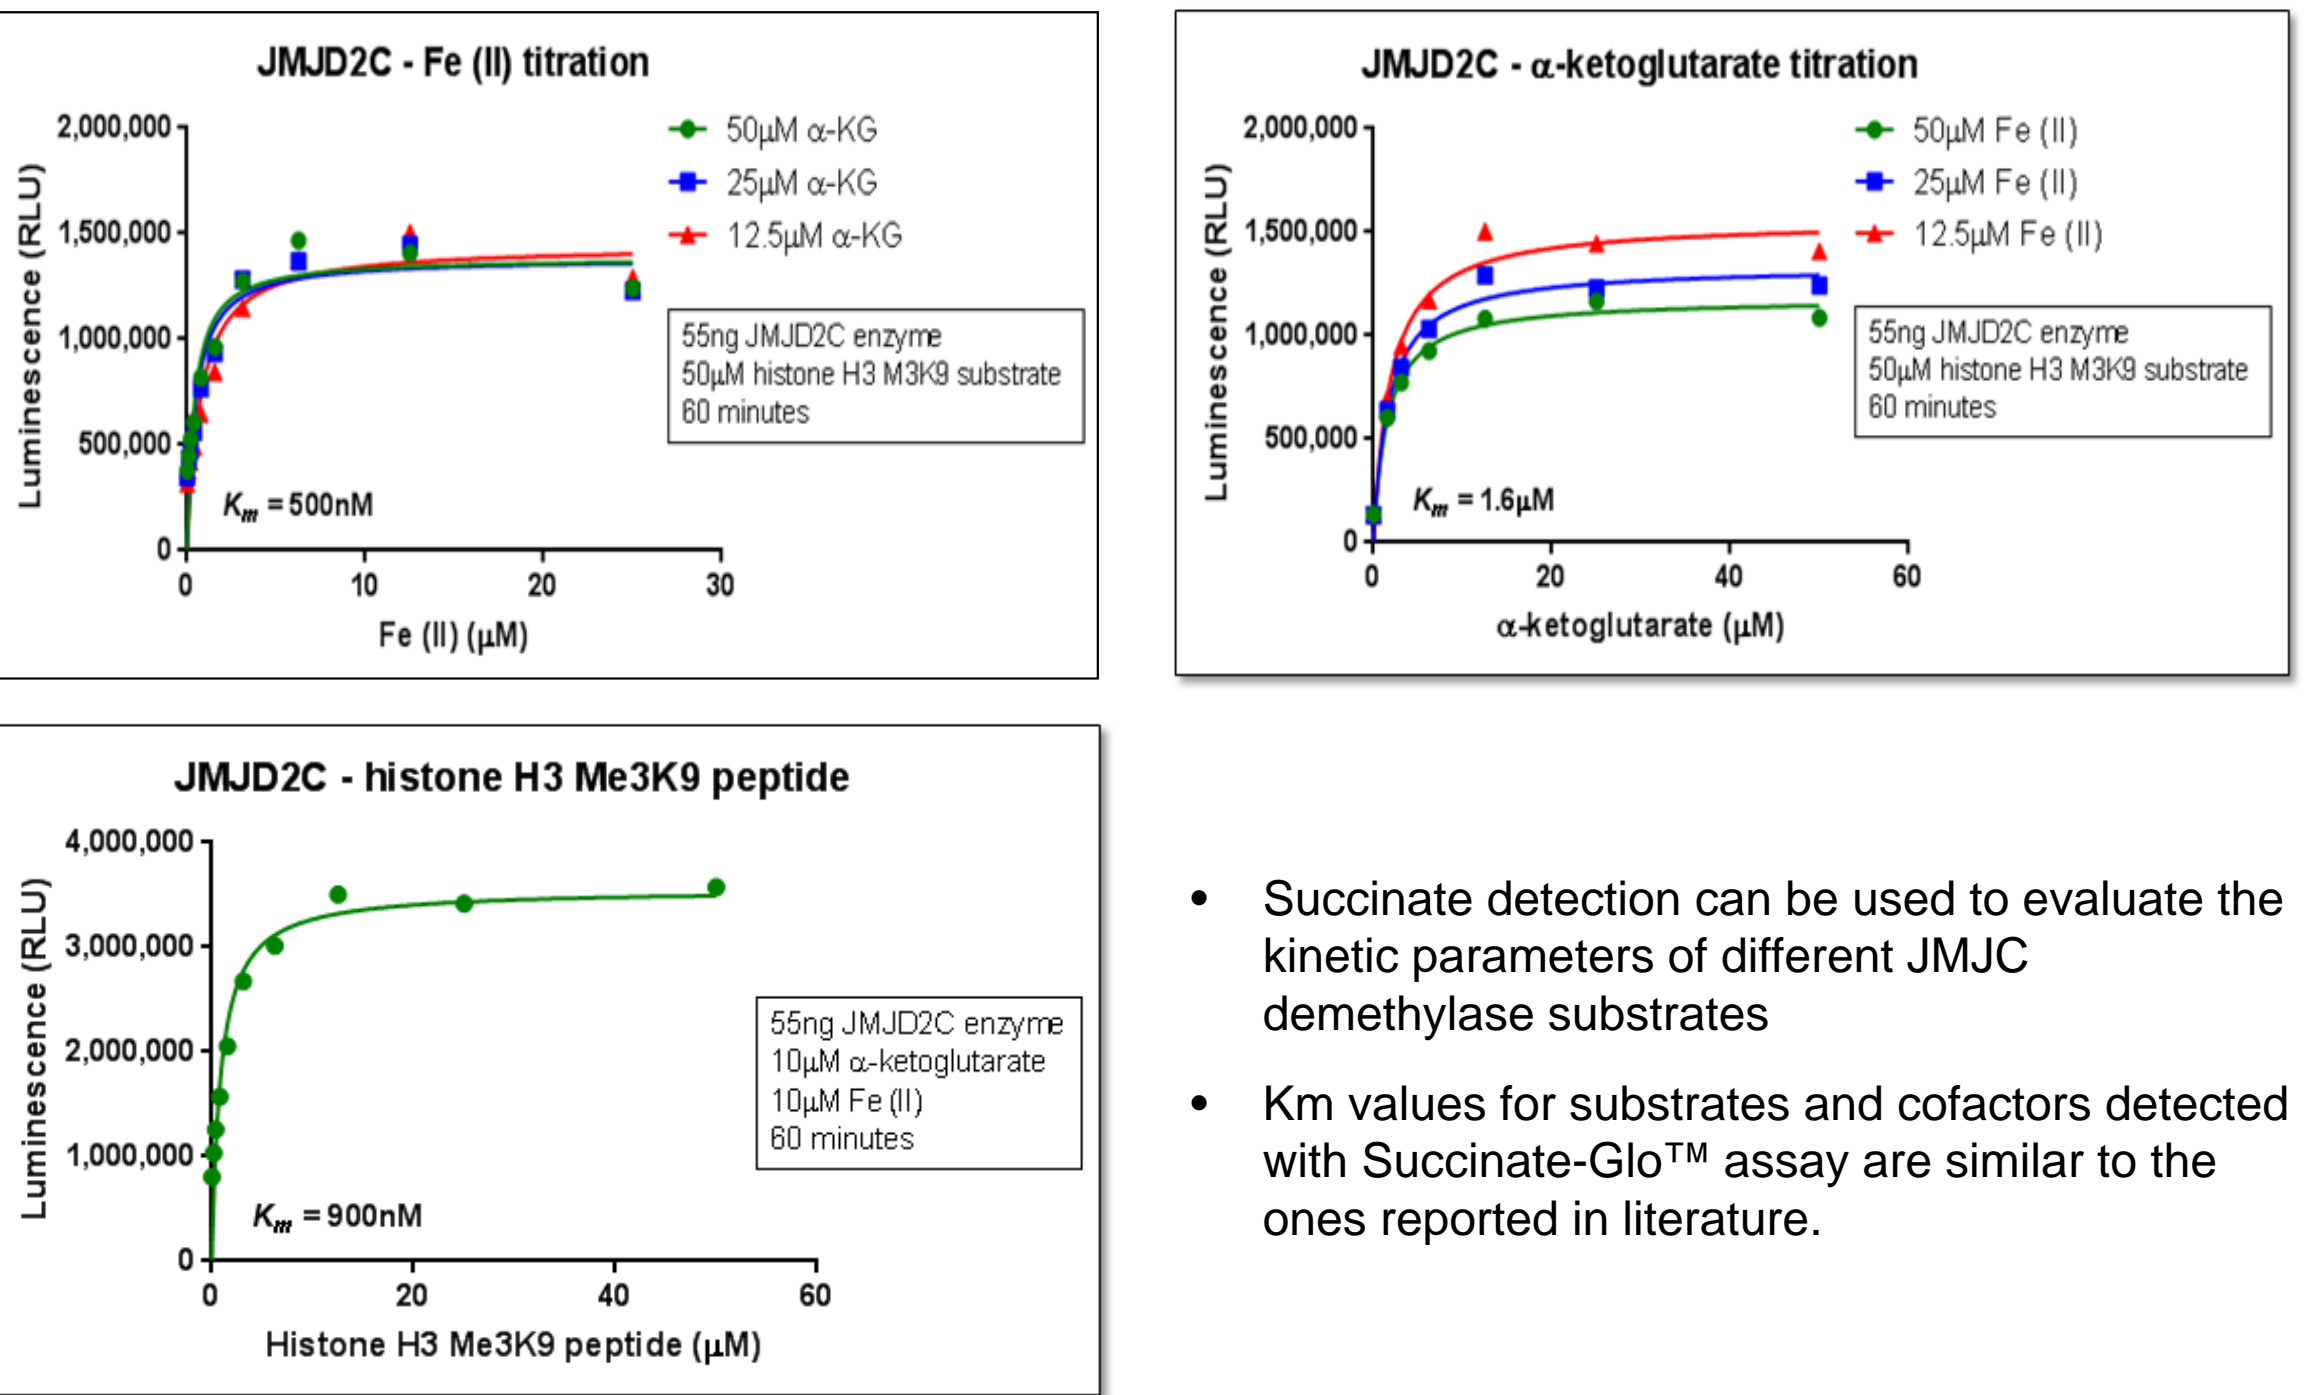 JMJD2C - Fe (II) titration
2,000,000
1,500,000
1,000,000
500,000
0
Luminescence (RLU)
50µM α-KG
25µM α-KG
12.5µM α-KG
55ng JMJD2C enzyme
50µM histone H3 M3K9 substrate
60 minutes
Km = 500nM
0 10 20 30
Fe (II) (µM)
JMJD2C - α-ketoglutarate titration
2,000,000
1,500,000
1,000,000
500,000
0
Luminescence (RLU)
50µM Fe (II)
25µM Fe (II)
12.5µM Fe (II)
55ng JMJD2C enzyme
50µM histone H3 M3K9 substrate
60 minutes
Km = 1.6µM
0 20 40 60
α-ketoglutarate (µM)
JMJD2C - histone H3 Me3K9 peptide
4,000,000
3,000,000
2,000,000
1,000,000
0
Luminescence (RLU)
55ng JMJD2C enzyme
10µM α-ketoglutarate
10µM Fe (II)
60 minutes
Km = 900nM
0 20 40 60
Histone H3 Me3K9 peptide (µM)
• Succinate detection can be used to evaluate the
kinetic parameters of different JMJC
demethylase substrates
• Km values for substrates and cofactors detected
with Succinate-Glo™ assay are similar to the
ones reported in literature.